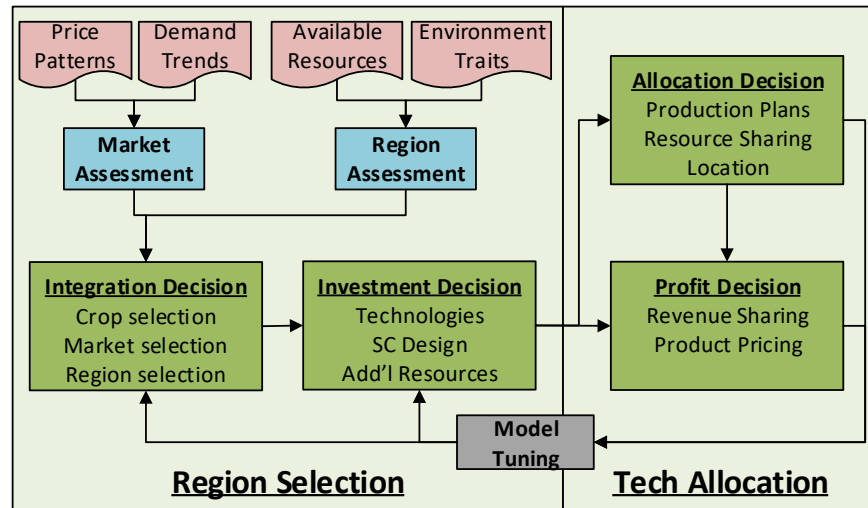 Price
Patterns
Demand
Trends
Available
Resources
Environment
Traits
Market
Assessment
Region
Assessment
Integration Decision
Crop selection
Market selection
Region selection
Investment Decision
Technologies
SC Design
Add'l Resources
Allocation Decision
Production Plans
Resource Sharing
Location
Profit Decision
Revenue Sharing
Product Pricing
Model
Tuning
Region Selection
Tech Allocation